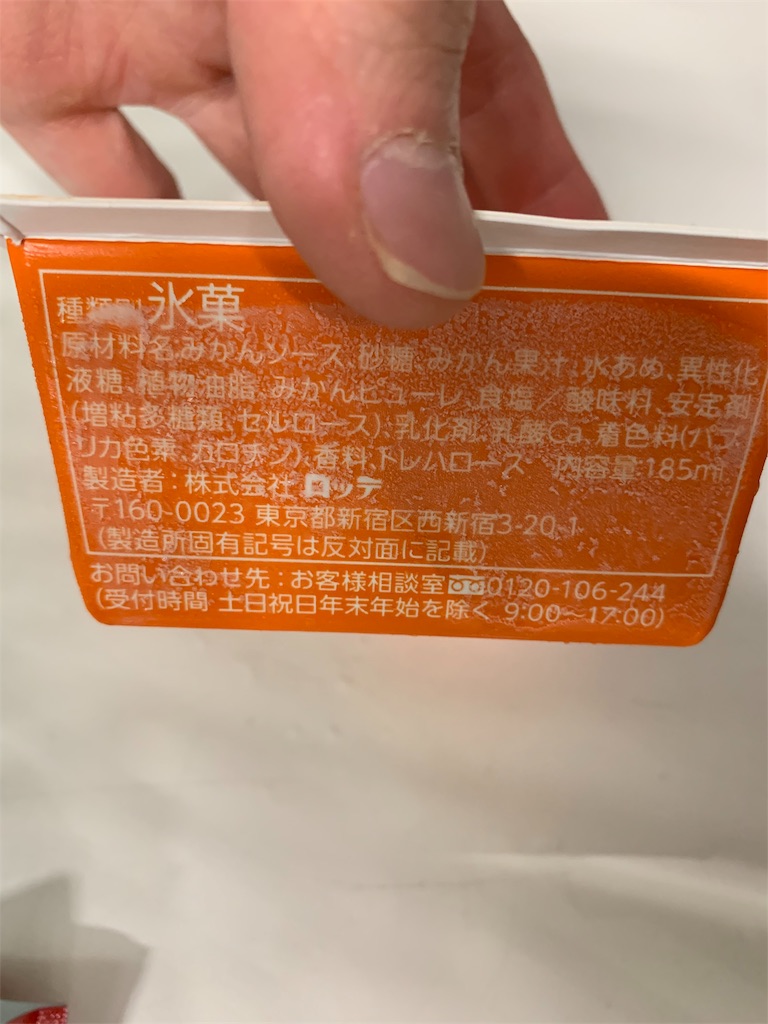 種類別 氷菓
原材料名:みかんソース、砂糖、みかん果汁、水あめ、異性化
液糖、植物油脂、みかんピューレ、食塩／酸味料、安定剤
(増粘多糖類、セルロース)、乳化剤、乳酸Ca、着色料(パプ
リカ色素、カロチン)、香料、トレハロース 内容量:185ml
製造者:株式会社 ロッテ
〒160-0023 東京都新宿区西新宿3-20-1
(製造所固有記号は反対面に記載)
お問い合わせ先:お客様相談室 0120-106-244
(受付時間 土日祝日年末年始を除く 9:00~17:00)